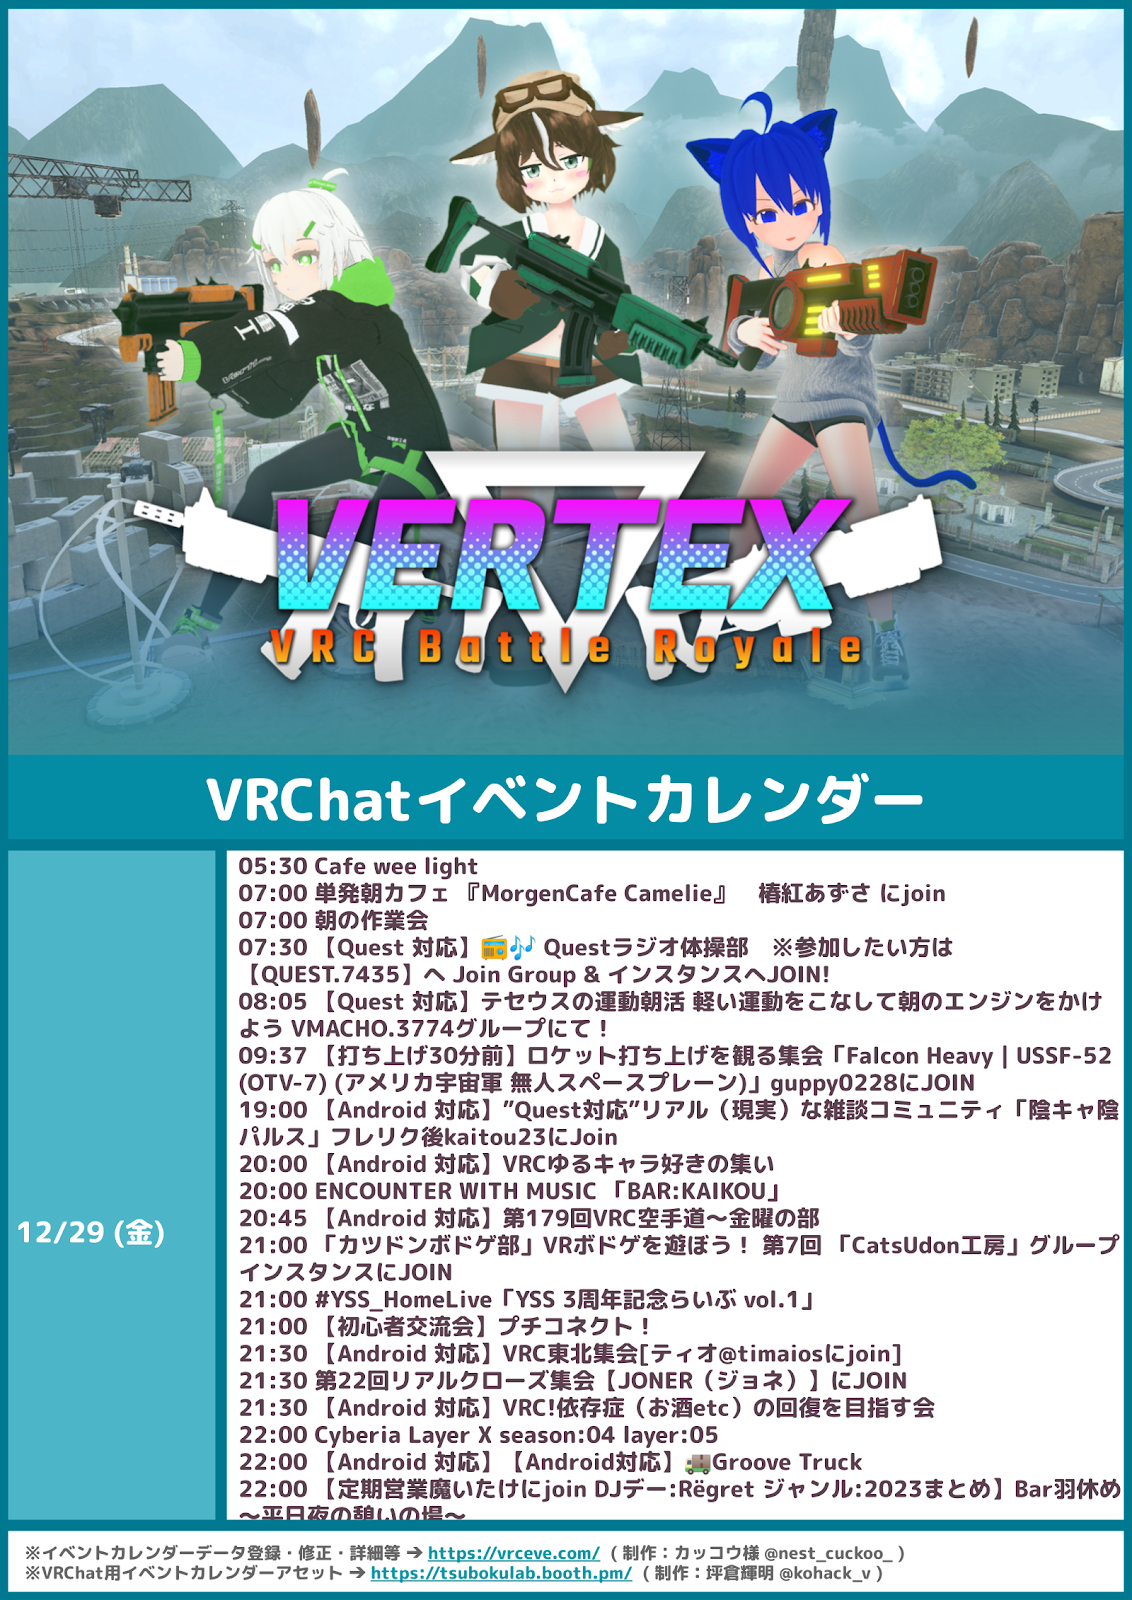 VERTEX
VRC Battle Royale
VRChatイベントカレンダー
12/29 (金)
05:30 Cafe wee light
07:00 単発朝カフェ 『MorgenCafe Camelie』　椿紅あずさ にjoin
07:00 朝の作業会
07:30 【Quest 対応】📻🎶 Questラジオ体操部　※参加したい方は
【QUEST.7435】へ Join Group & インスタンスへJOIN!
08:05 【Quest 対応】テセウスの運動朝活 軽い運動をこなして朝のエンジンをかけ
よう VMACHO.3774グループにて！
09:37 【打ち上げ30分前】ロケット打ち上げを観る集会「Falcon Heavy | USSF-52
(OTV-7) (アメリカ宇宙軍 無人スペースプレーン)」guppy0228にJOIN
19:00 【Android 対応】”Quest対応”リアル（現実）な雑談コミュニティ「陰キャ陰
パルス」フレリク後kaitou23にJoin
20:00 【Android 対応】VRCゆるキャラ好きの集い
20:00 ENCOUNTER WITH MUSIC 「BAR:KAIKOU」
20:45 【Android 対応】第179回VRC空手道～金曜の部
21:00 「カツドンボドゲ部」VRボドゲを遊ぼう！ 第7回 「CatsUdon工房」グループ
インスタンスにJOIN
21:00 #YSS_HomeLive「YSS 3周年記念らいぶ vol.1」
21:00 【初心者交流会】プチコネクト！
21:30 【Android 対応】VRC東北集会[ティオ@timaiosにjoin]
21:30 第22回リアルクローズ集会【JONER（ジョネ）】にJOIN
21:30 【Android 対応】VRC!依存症（お酒etc）の回復を目指す会
22:00 Cyberia Layer X season:04 layer:05
22:00 【Android 対応】【Android対応】🚚Groove Truck
22:00 【定期営業魔いたけにjoin DJデー:Rëgret ジャンル:2023まとめ】Bar羽休め
～平日夜の憩いの場～
※イベントカレンダーデータ登録・修正・詳細等 → https://vrceve.com/ ( 制作：カッコウ様 @nest_cuckoo_ )
※VRChat用イベントカレンダーアセット → https://tsubokulab.booth.pm/ ( 制作：坪倉輝明 @kohack_v )